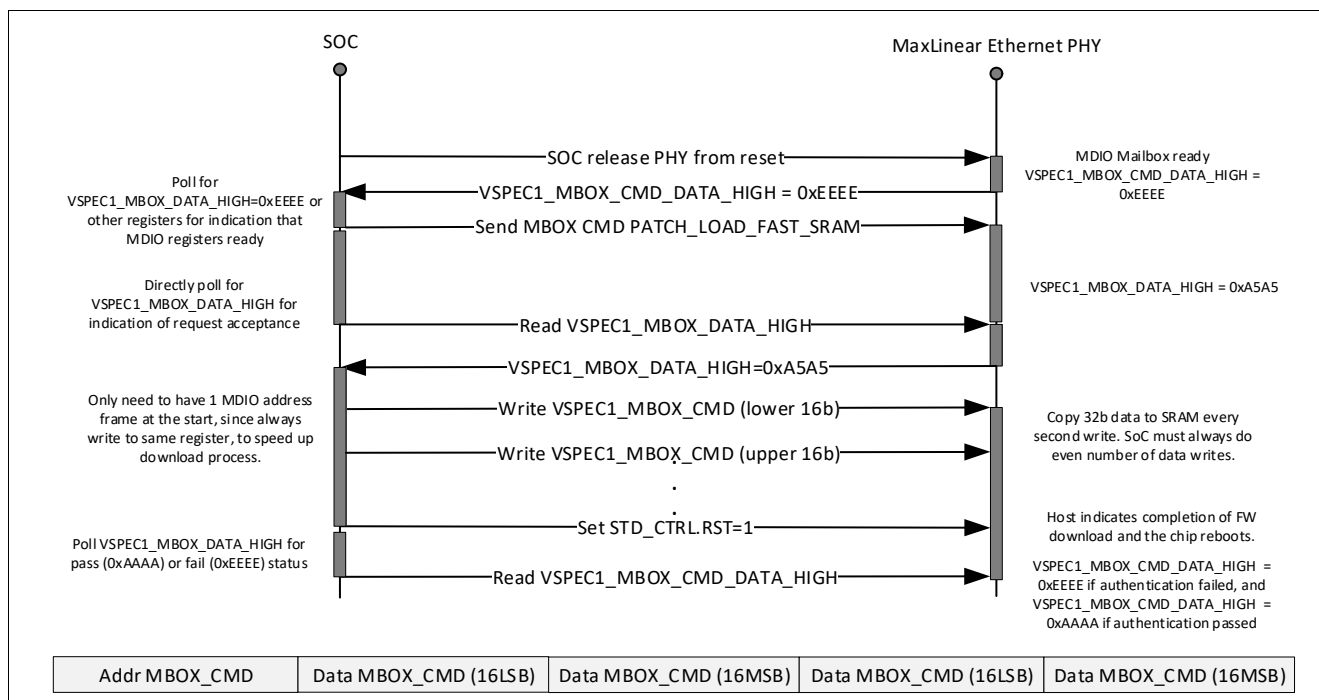 SOC
MaxLinear Ethernet PHY
SOC release PHY from reset
MDIO Mailbox ready
VSPEC1_MBOX_CMD_DATA_HIGH =
0xEEEE
Poll for
VSPEC1_MBOX_DATA_HIGH=0xEEEE or
other registers for indication that
MDIO registers ready
VSPEC1_MBOX_CMD_DATA_HIGH = 0xEEEE
Send MBOX CMD PATCH_LOAD_FAST_SRAM
Directly poll for
VSPEC1_MBOX_DATA_HIGH for
indication of request acceptance
VSPEC1_MBOX_DATA_HIGH = 0xA5A5
Read VSPEC1_MBOX_DATA_HIGH
VSPEC1_MBOX_DATA_HIGH=0xA5A5
Only need to have 1 MDIO address
frame at the start, since always
write to same register, to speed up
download process.
Write VSPEC1_MBOX_CMD (lower 16b)
Write VSPEC1_MBOX_CMD (upper 16b)
.
.
.
Copy 32b data to SRAM every
second write. SoC must always do
even number of data writes.
Set STD_CTRL.RST=1
Host indicates completion of FW
download and the chip reboots.
Poll VSPEC1_MBOX_DATA_HIGH for
pass (0xAAAA) or fail (0xEEEE) status
Read VSPEC1_MBOX_CMD_DATA_HIGH
VSPEC1_MBOX_CMD_DATA_HIGH =
0xEEEE if authentication failed, and
VSPEC1_MBOX_CMD_DATA_HIGH =
0xAAAA if authentication passed
Addr MBOX_CMD Data MBOX_CMD (16LSB) Data MBOX_CMD (16MSB) Data MBOX_CMD (16LSB) Data MBOX_CMD (16MSB)